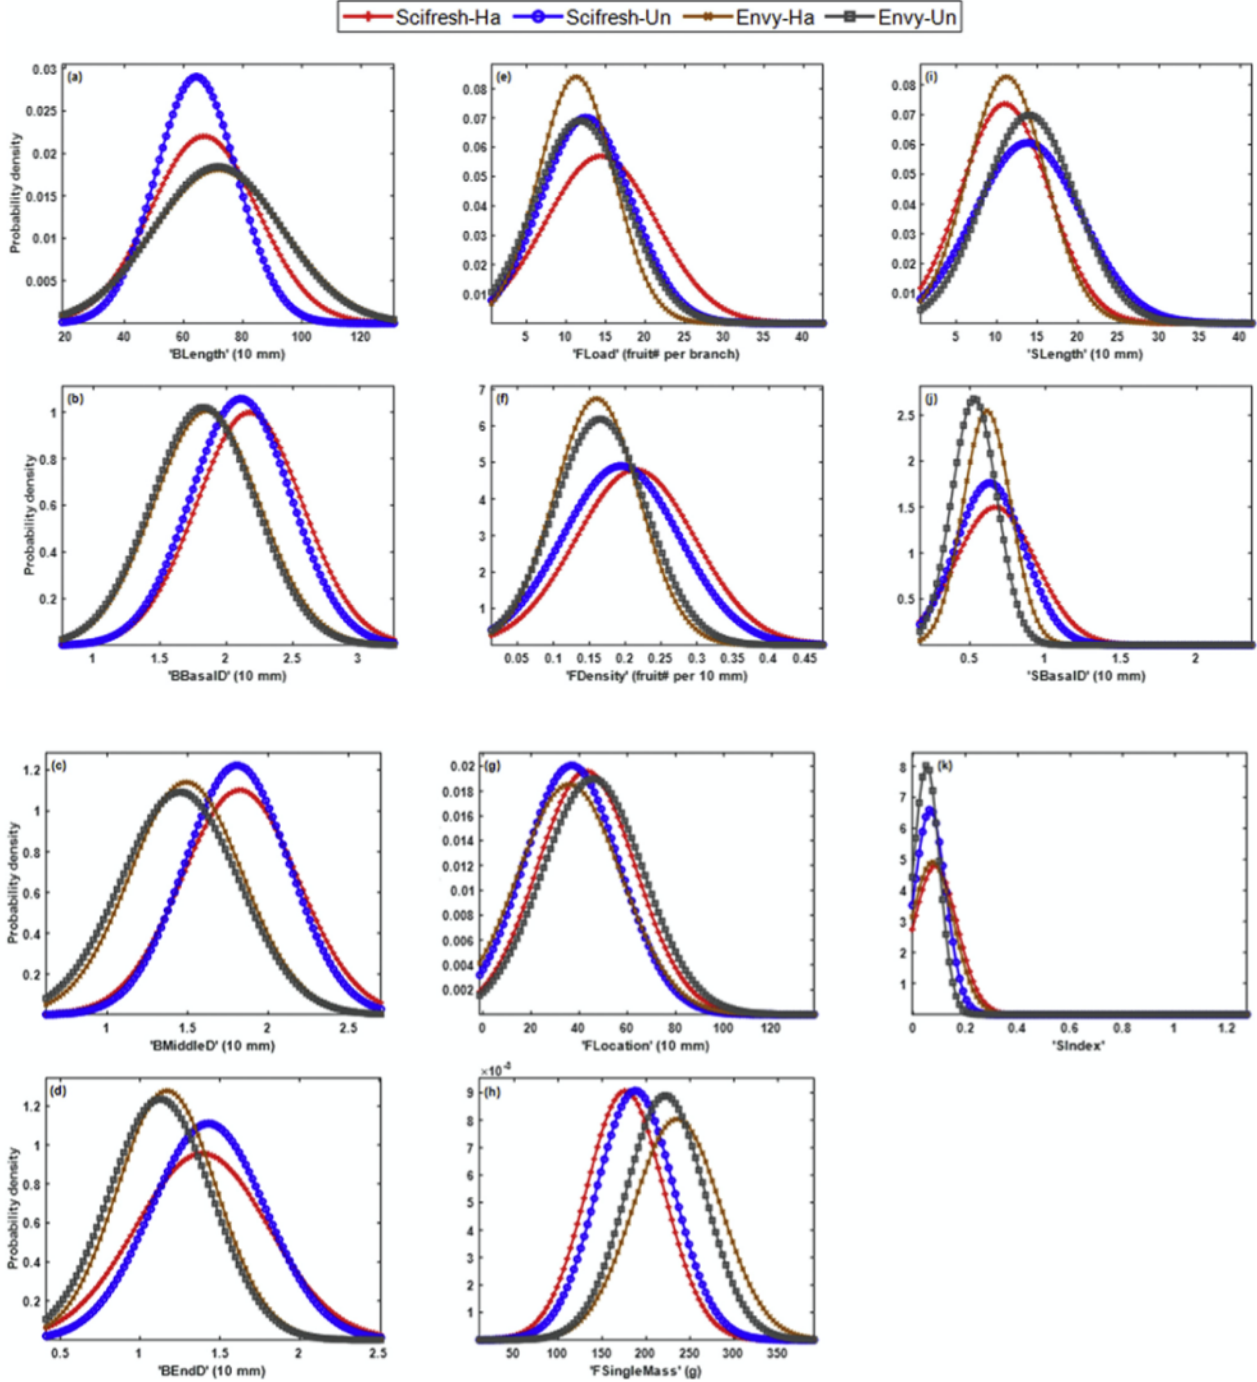 Scifresh-Ha Scifresh-Un Envy-Ha Envy-Un
(a)
Probability density
0.03
0.025
0.02
0.015
0.01
0.005
20 40 60 80 100 120
'BLength' (10 mm)
(e)
0.08
0.07
0.06
0.05
0.04
0.03
0.02
0.01
5 10 15 20 25 30 35 40
'FLoad' (fruit# per branch)
(i)
0.08
0.07
0.06
0.05
0.04
0.03
0.02
0.01
5 10 15 20 25 30 35 40
'SLength' (10 mm)
(b)
Probability density
1
0.8
0.6
0.4
0.2
1 1.5 2 2.5 3
'BBasalD' (10 mm)
(f)
7
6
5
4
3
2
1
0.05 0.1 0.15 0.2 0.25 0.3 0.35 0.4 0.45
'FDensity' (fruit# per 10 mm)
(j)
2.5
2
1.5
1
0.5
0.5 1 1.5 2
'SBasalD' (10 mm)
(c)
Probability density
1.2
1
0.8
0.6
0.4
0.2
1 1.5 2 2.5
'BMiddleD' (10 mm)
(g)
0.02
0.018
0.016
0.014
0.012
0.01
0.008
0.006
0.004
0.002
0 20 40 60 80 100 120
'FLocation' (10 mm)
(k)
8
7
6
5
4
3
2
1
0 0.2 0.4 0.6 0.8 1 1.2
'SIndex'
(d)
Probability density
1.2
1
0.8
0.6
0.4
0.2
0.5 1 1.5 2 2.5
'BEndD' (10 mm)
×10⁻³
(h)
9
8
7
6
5
4
3
2
1
50 100 150 200 250 300 350
'FSingleMass' (g)